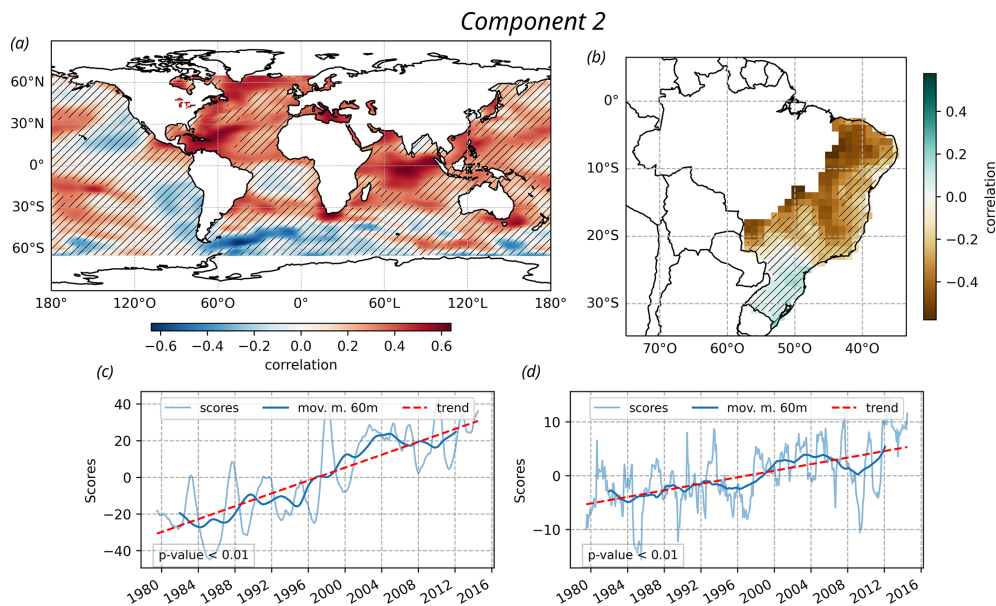 Component 2
(a)
60°N
30°N
0°
30°S
60°S
180° 120°O 60°O 0° 60°L 120°L 180°
−0.6 −0.4 −0.2 0.0 0.2 0.4 0.6
correlation
(b)
0°
10°S
20°S
30°S
70°O 60°O 50°O 40°O
0.4
0.2
0.0
−0.2
−0.4
correlation
(c)
scores mov. m. 60m trend
40
20
0
−20
−40
Scores
p-value < 0.01
1980 1984 1988 1992 1996 2000 2004 2008 2012 2016
(d)
scores mov. m. 60m trend
10
0
−10
Scores
p-value < 0.01
1980 1984 1988 1992 1996 2000 2004 2008 2012 2016